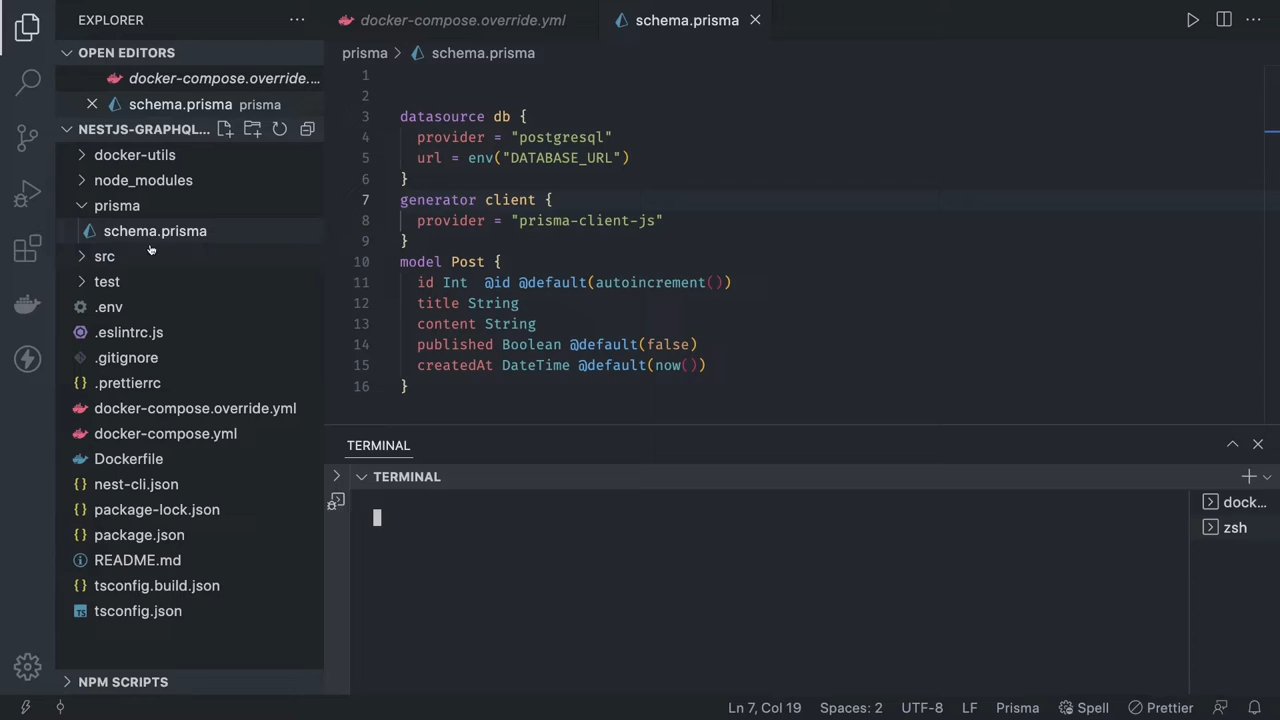 EXPLORER
OPEN EDITORS
docker-compose.override....
schema.prisma prisma
NESTJS-GRAPHQL...
docker-utils
node_modules
prisma
schema.prisma
src
test
.env
.eslintrc.js
.gitignore
.prettierrc
docker-compose.override.yml
docker-compose.yml
Dockerfile
nest-cli.json
package-lock.json
package.json
README.md
tsconfig.build.json
tsconfig.json
NPM SCRIPTS
docker-compose.override.yml
schema.prisma
prisma > schema.prisma
1
2
3 datasource db {
4 provider = "postgresql"
5 url = env("DATABASE_URL")
6 }
7 generator client {
8 provider = "prisma-client-js"
9 }
10 model Post {
11 id Int @id @default(autoincrement())
12 title String
13 content String
14 published Boolean @default(false)
15 createdAt DateTime @default(now())
16 }
TERMINAL
TERMINAL
dock...
zsh
Ln 7, Col 19 Spaces: 2 UTF-8 LF Prisma Spell Prettier